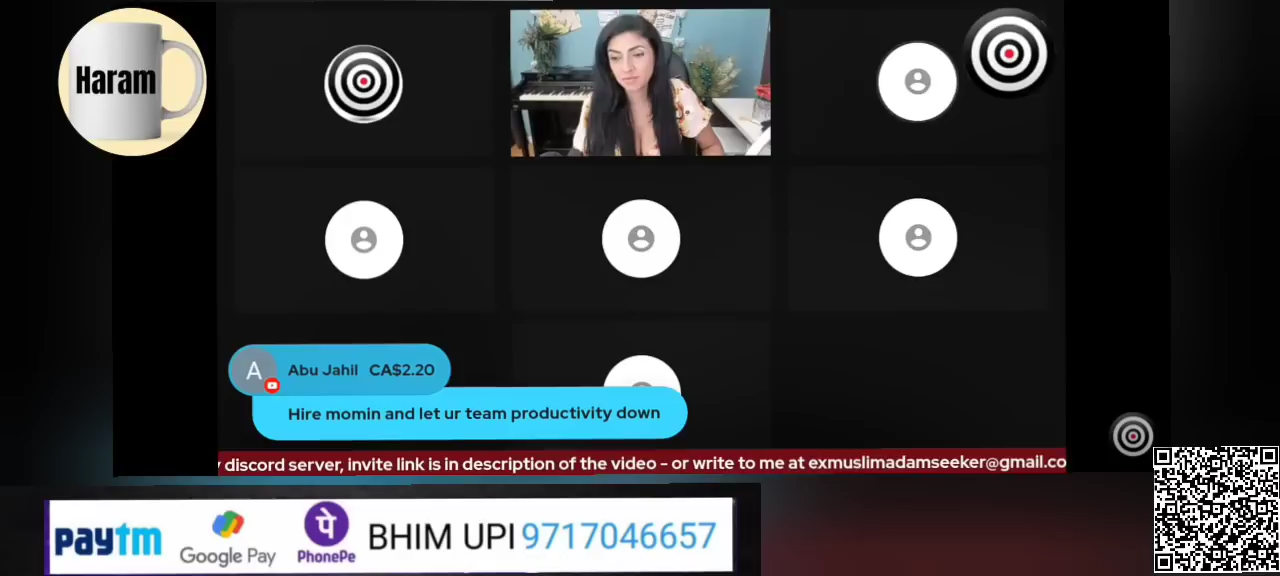 Haram
A
Abu Jahil CA$2.20
Hire momin and let ur team productivity down
discord server, invite link is in description of the video - or write to me at exmuslimadamseeker@gmail.co
paytm
Google Pay
पे
PhonePe
BHIM UPI 9717046657